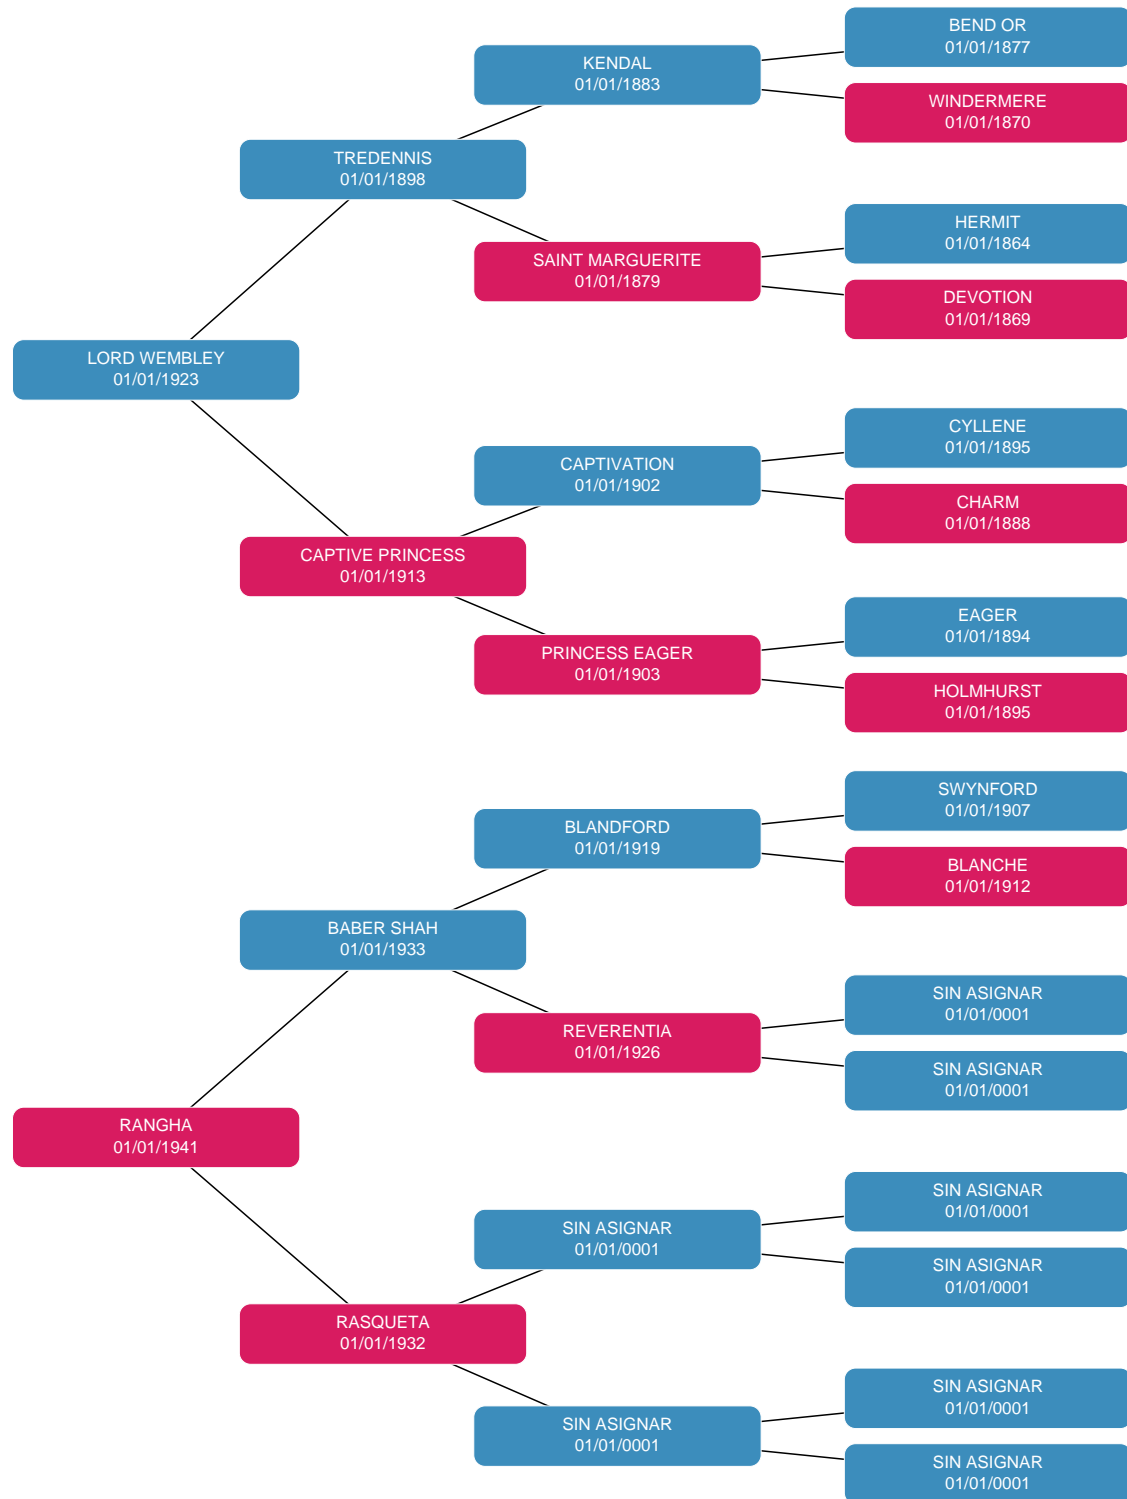 BEND OR
01/01/1877
KENDAL
01/01/1883
WINDERMERE
01/01/1870
TREDENNIS
01/01/1898
HERMIT
01/01/1864
SAINT MARGUERITE
01/01/1879
DEVOTION
01/01/1869
LORD WEMBLEY
01/01/1923
CYLLENE
01/01/1895
CAPTIVATION
01/01/1902
CHARM
01/01/1888
CAPTIVE PRINCESS
01/01/1913
EAGER
01/01/1894
PRINCESS EAGER
01/01/1903
HOLMHURST
01/01/1895
SWYNFORD
01/01/1907
BLANDFORD
01/01/1919
BLANCHE
01/01/1912
BABER SHAH
01/01/1933
SIN ASIGNAR
01/01/0001
REVERENTIA
01/01/1926
SIN ASIGNAR
01/01/0001
RANGHA
01/01/1941
SIN ASIGNAR
01/01/0001
SIN ASIGNAR
01/01/0001
SIN ASIGNAR
01/01/0001
RASQUETA
01/01/1932
SIN ASIGNAR
01/01/0001
SIN ASIGNAR
01/01/0001
SIN ASIGNAR
01/01/0001